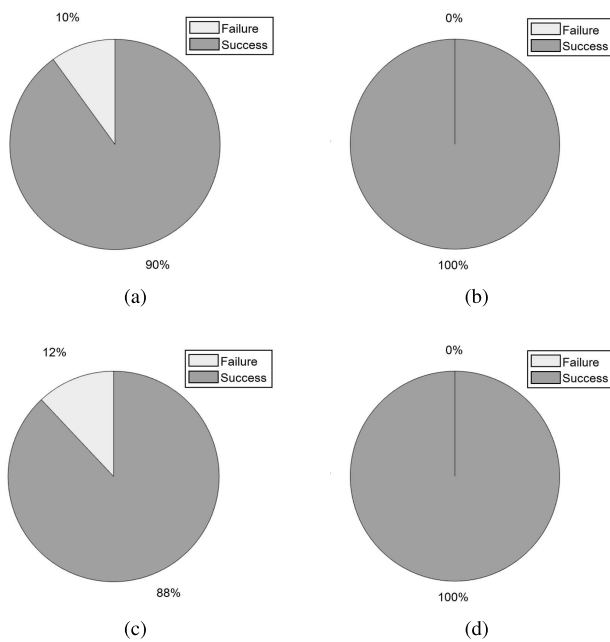 10%
Failure
Success
90%
(a)
0%
Failure
Success
100%
(b)
12%
Failure
Success
88%
(c)
0%
Failure
Success
100%
(d)